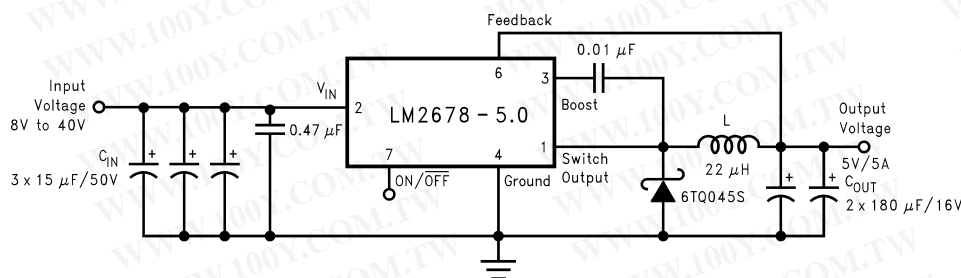 Feedback
0.01 μF
Input
Voltage
8V to 40V
V_IN
2
6
3
Boost
LM2678 - 5.0
0.47 μF
7
4
1
Switch
Output
L
22 μH
Output
Voltage
5V/5A
C_IN
3 x 15 μF/50V
ON/OFF
Ground
6TQ045S
C_OUT
2 x 180 μF/16V
WWW.100Y.COM.TW